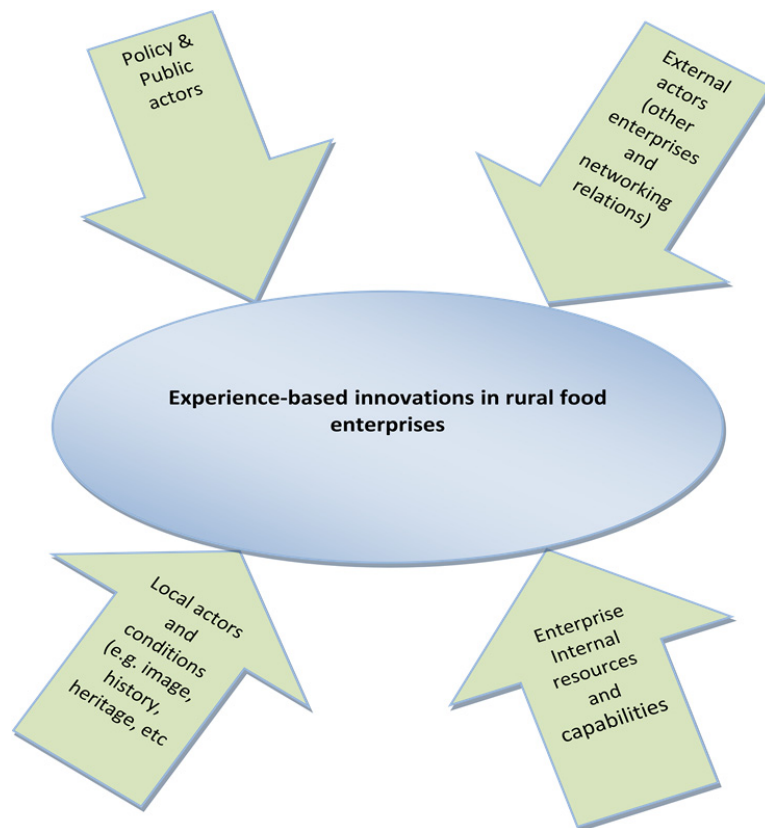 Policy &
Public
actors
External
actors
(other
enterprises
and
networking
relations)
Experience-based innovations in rural food
enterprises
Local actors
and
conditions
(e.g. image,
history,
heritage, etc
Enterprise
Internal
resources
and
capabilities